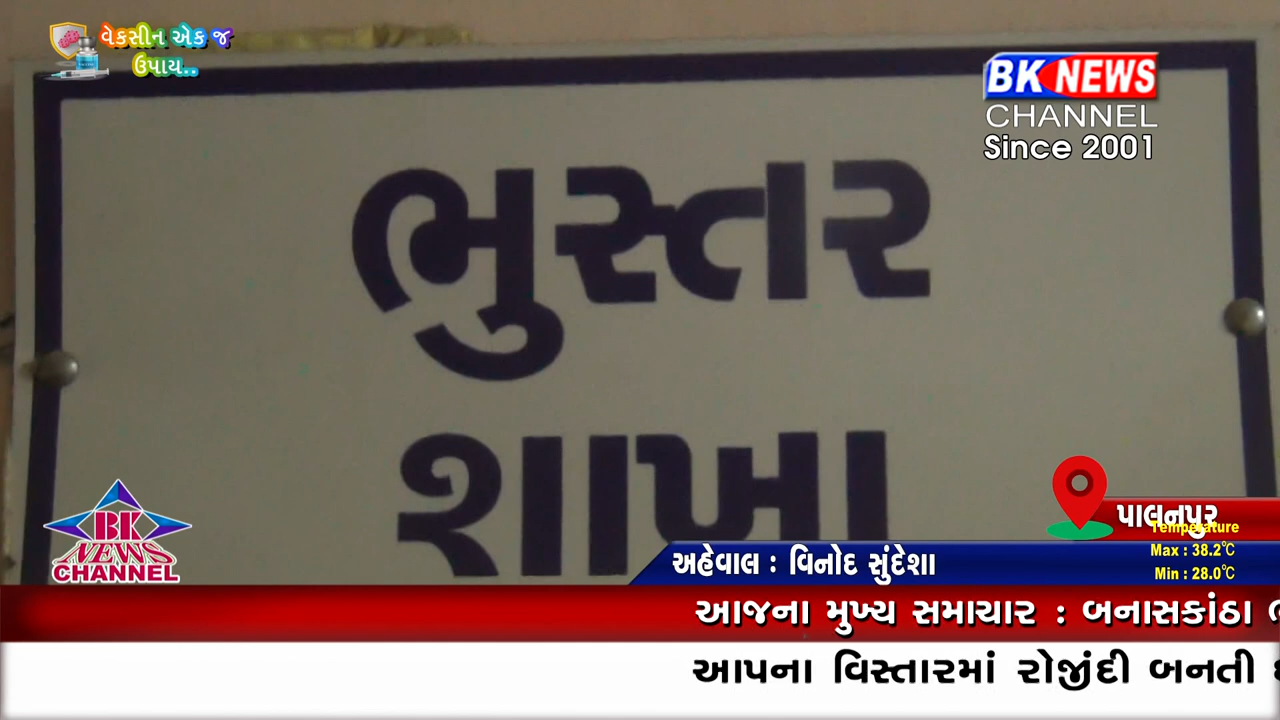 વેકસીન એક જ
ઉપાય..
BK NEWS
CHANNEL
Since 2001
ભુસ્તર
શાખા
BK
NEWS
CHANNEL
પાલનપુર
Temperature
Max : 38.2℃
Min : 28.0℃
અહેવાલ : વિનોદ સુંદેશા
આજના મુખ્ય સમાચાર : બનાસકાંઠા
આપના વિસ્તારમાં રોજીંદી બનતી